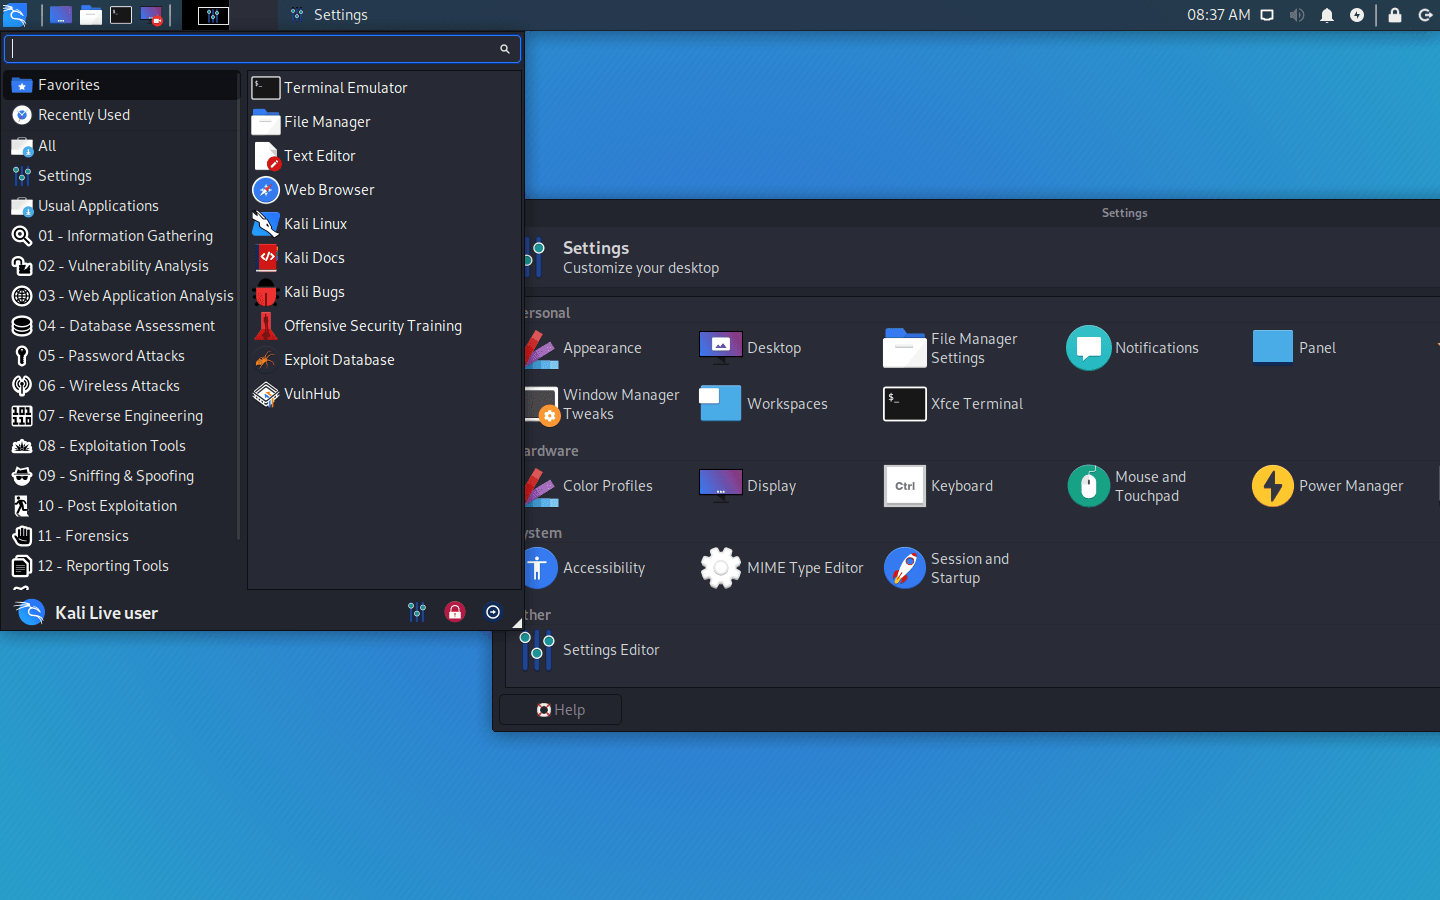 Settings
08:37 AM
Favorites
Recently Used
All
Settings
Usual Applications
01 - Information Gathering
02 - Vulnerability Analysis
03 - Web Application Analysis
04 - Database Assessment
05 - Password Attacks
06 - Wireless Attacks
07 - Reverse Engineering
08 - Exploitation Tools
09 - Sniffing & Spoofing
10 - Post Exploitation
11 - Forensics
12 - Reporting Tools
Kali Live user
Terminal Emulator
File Manager
Text Editor
Web Browser
Kali Linux
Kali Docs
Kali Bugs
Offensive Security Training
Exploit Database
VulnHub
Settings
Settings
Customize your desktop
ersonal
Appearance
Desktop
File Manager
Settings
Notifications
Panel
Window Manager
Tweaks
Workspaces
$_
Xfce Terminal
ardware
Color Profiles
Display
Ctrl
Keyboard
Mouse and
Touchpad
Power Manager
ystem
Accessibility
MIME Type Editor
Session and
Startup
ther
Settings Editor
Help